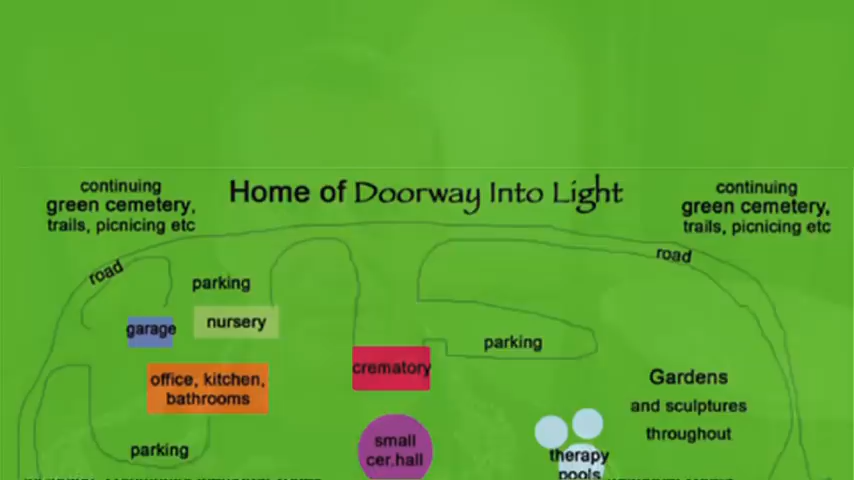 continuing
green cemetery,
trails, picnicing etc
Home of Doorway Into Light
continuing
green cemetery,
trails, picnicing etc
road
road
parking
garage
nursery
parking
crematory
office, kitchen,
bathrooms
Gardens
and sculptures
throughout
parking
small
cer.hall
therapy
pools